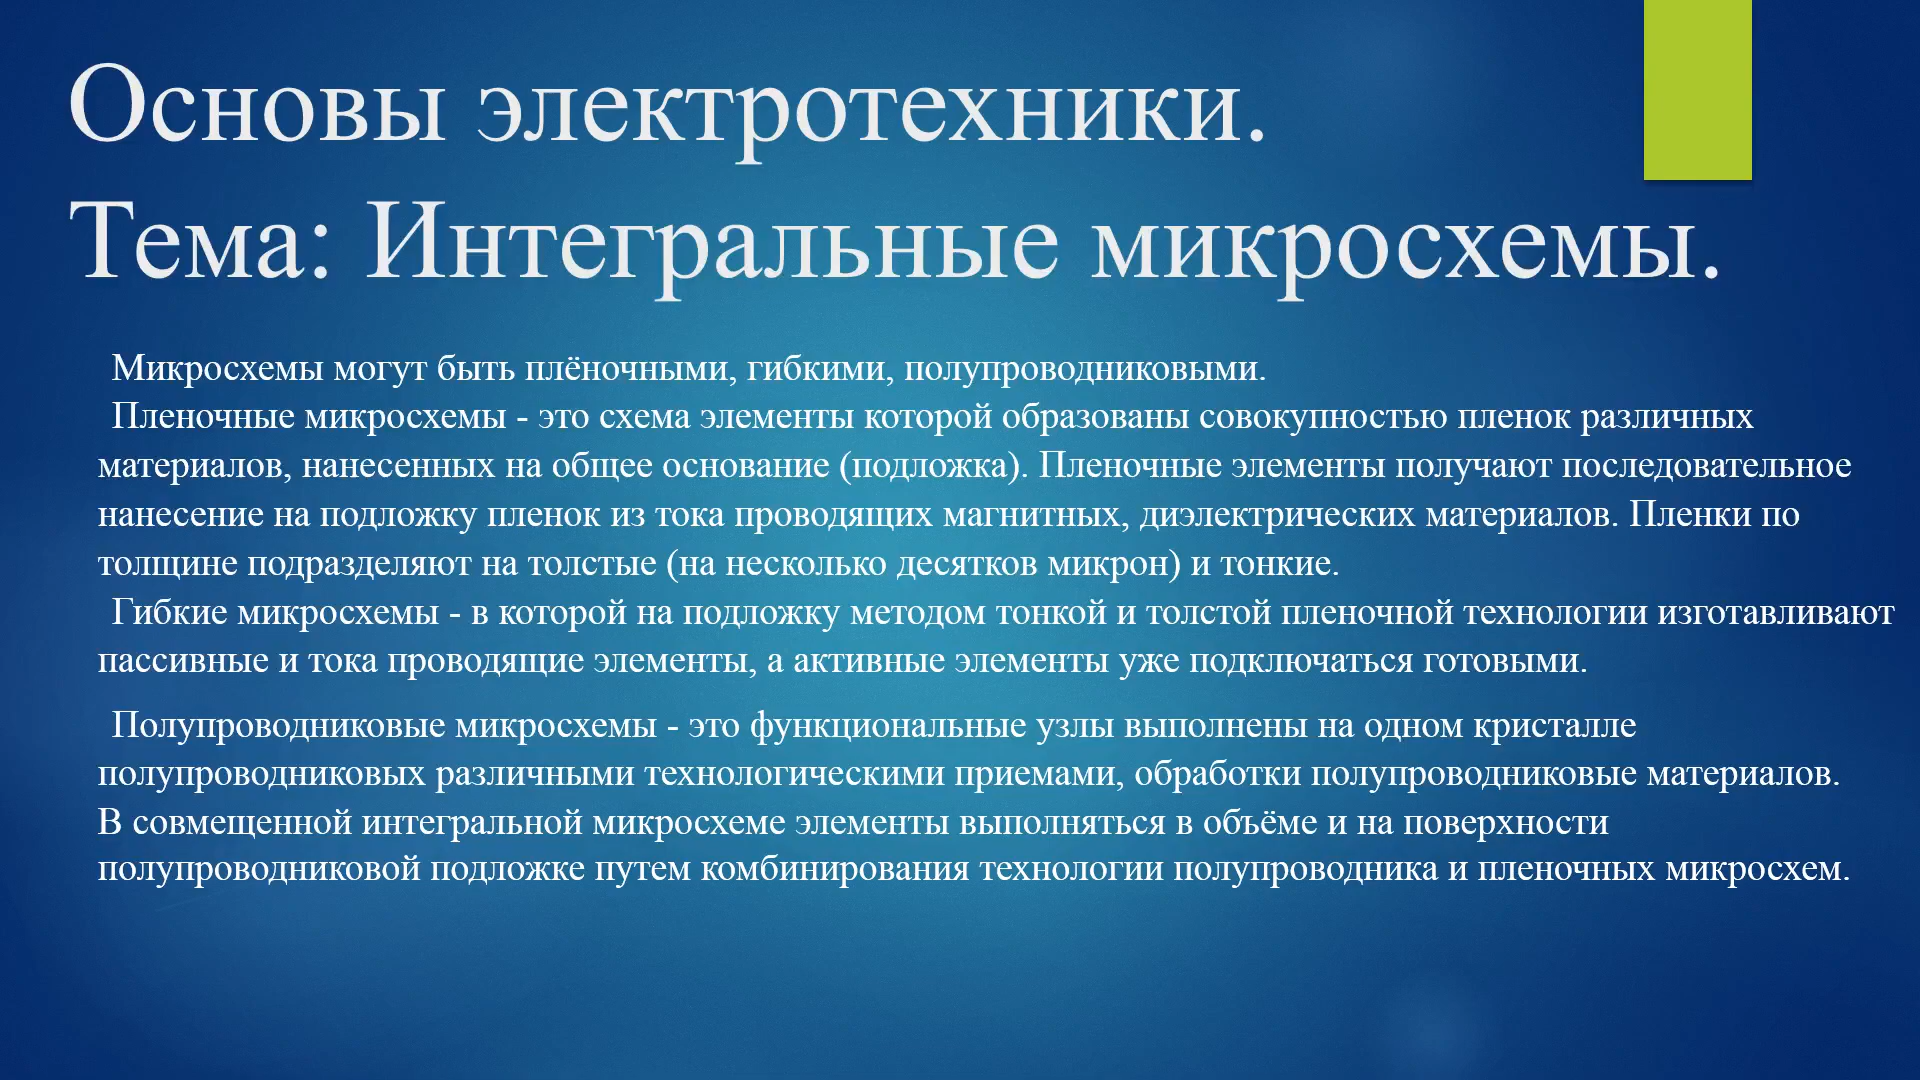 Основы электротехники.
Тема: Интегральные микросхемы.
Микросхемы могут быть плёночными, гибкими, полупроводниковыми.
Пленочные микросхемы - это схема элементы которой образованы совокупностью пленок различных
материалов, нанесенных на общее основание (подложка). Пленочные элементы получают последовательное
нанесение на подложку пленок из тока проводящих магнитных, диэлектрических материалов. Пленки по
толщине подразделяют на толстые (на несколько десятков микрон) и тонкие.
Гибкие микросхемы - в которой на подложку методом тонкой и толстой пленочной технологии изготавливают
пассивные и тока проводящие элементы, а активные элементы уже подключаться готовыми.
Полупроводниковые микросхемы - это функциональные узлы выполнены на одном кристалле
полупроводниковых различными технологическими приемами, обработки полупроводниковые материалов.
В совмещенной интегральной микросхеме элементы выполняться в объёме и на поверхности
полупроводниковой подложке путем комбинирования технологии полупроводника и пленочных микросхем.